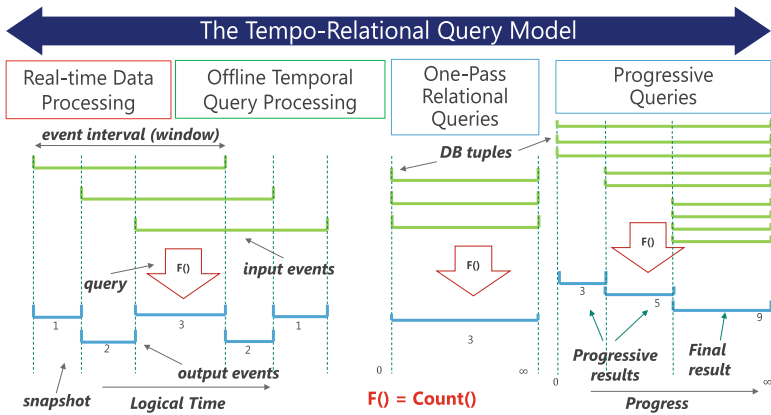 The Tempo-Relational Query Model
Real-time Data
Processing
Offline Temporal
Query Processing
One-Pass
Relational
Queries
Progressive
Queries
event interval (window)
DB tuples
input events
query
F()
F()
F()
1
2
3
2
1
3
3
5
9
output events
snapshot
Logical Time
0
∞
F() = Count()
Progressive
results
Final
result
0
∞
Progress